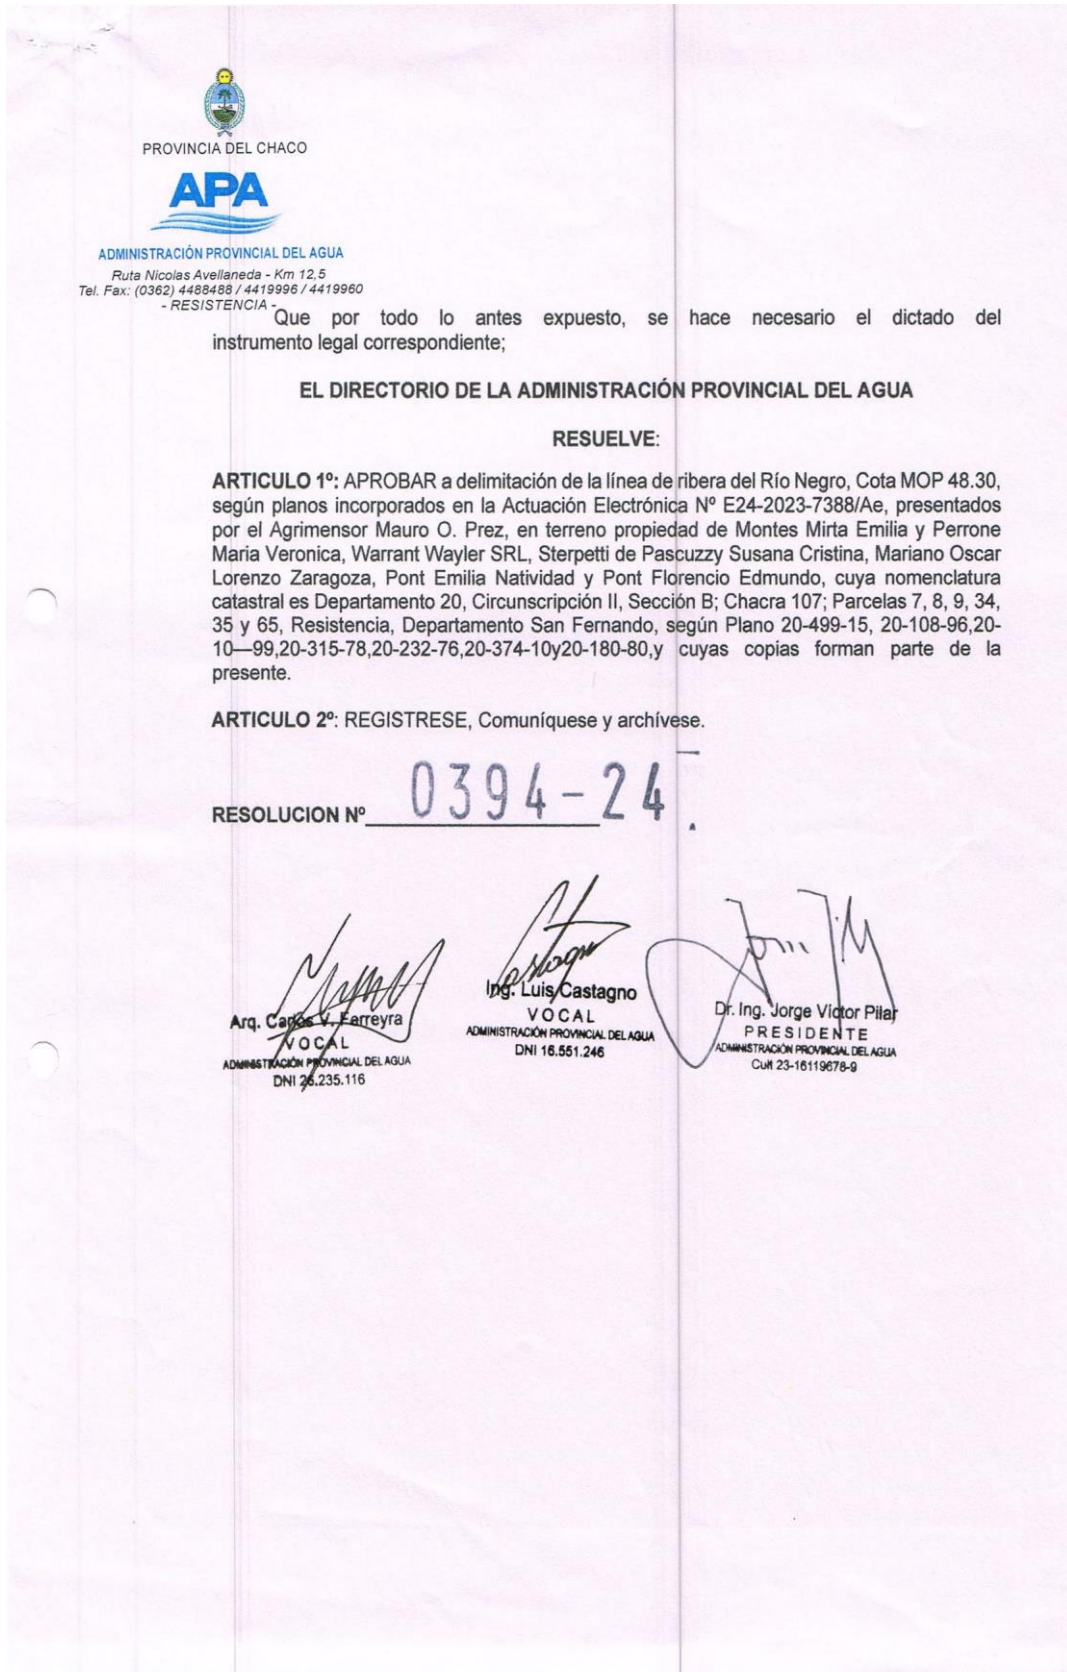 PROVINCIA DEL CHACO
APA
ADMINISTRACIÓN PROVINCIAL DEL AGUA
Ruta Nicolas Avellaneda - Km 12,5
Tel. Fax: (0362) 4488488 / 4419996 / 4419960
- RESISTENCIA -
Que por todo lo antes expuesto, se hace necesario el dictado del
instrumento legal correspondiente;
EL DIRECTORIO DE LA ADMINISTRACIÓN PROVINCIAL DEL AGUA
RESUELVE:
ARTICULO 1º: APROBAR a delimitación de la línea de ribera del Río Negro, Cota MOP 48.30,
según planos incorporados en la Actuación Electrónica Nº E24-2023-7388/Ae, presentados
por el Agrimensor Mauro O. Prez, en terreno propiedad de Montes Mirta Emilia y Perrone
Maria Veronica, Warrant Wayler SRL, Sterpetti de Pascuzzy Susana Cristina, Mariano Oscar
Lorenzo Zaragoza, Pont Emilia Natividad y Pont Florencio Edmundo, cuya nomenclatura
catastral es Departamento 20, Circunscripción II, Sección B; Chacra 107; Parcelas 7, 8, 9, 34,
35 y 65, Resistencia, Departamento San Fernando, según Plano 20-499-15, 20-108-96,20-
10—99,20-315-78,20-232-76,20-374-10y20-180-80,y cuyas copias forman parte de la
presente.
ARTICULO 2º: REGISTRESE, Comuníquese y archívese.
RESOLUCION Nº 0394-24.
Arq. Carlos V. Ferreyra
VOCAL
ADMINISTRACIÓN PROVINCIAL DEL AGUA
DNI 26.235.116
Castagno
Ing. Luis Castagno
VOCAL
ADMINISTRACIÓN PROVINCIAL DEL AGUA
DNI 16.551.246
Dr. Ing. Jorge Víctor Pilar
PRESIDENTE
ADMINISTRACIÓN PROVINCIAL DEL AGUA
Cuit 23-16119678-9